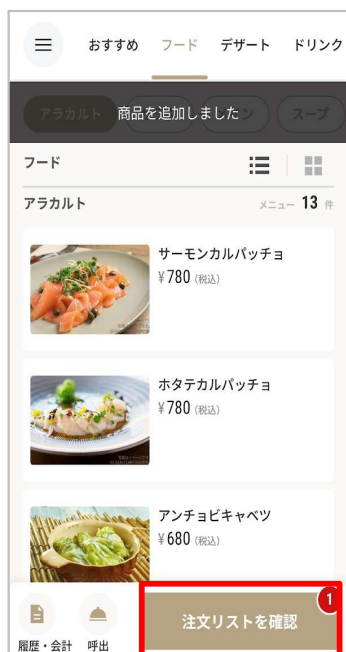 おすすめ フード デザート ドリンク
アラカルト 商品を追加しました スープ
フード
アラカルト メニュー 13 件
サーモンカルパッチョ
¥780 (税込)
ホタテカルパッチョ
¥780 (税込)
アンチョビキャベツ
¥680 (税込)
1
注文リストを確認
履歴・会計 呼出